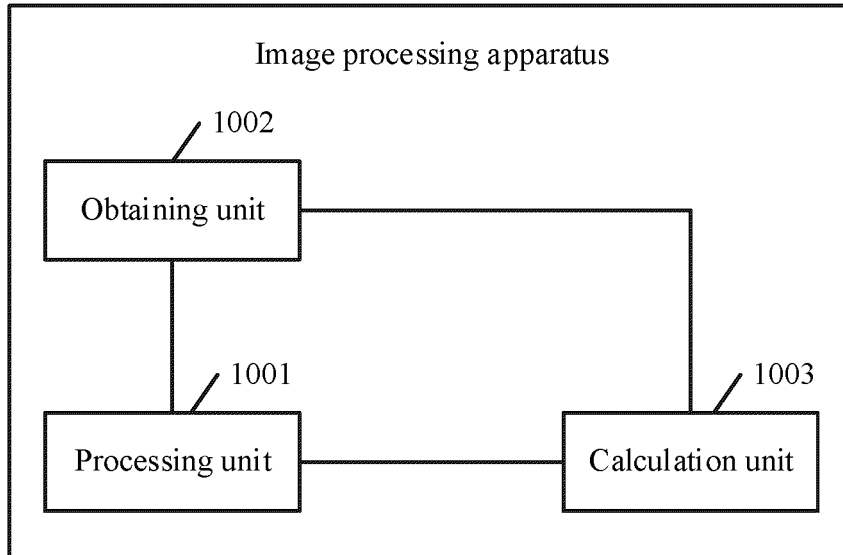 Image processing apparatus
1002
Obtaining unit
1001
1003
Processing unit
Calculation unit